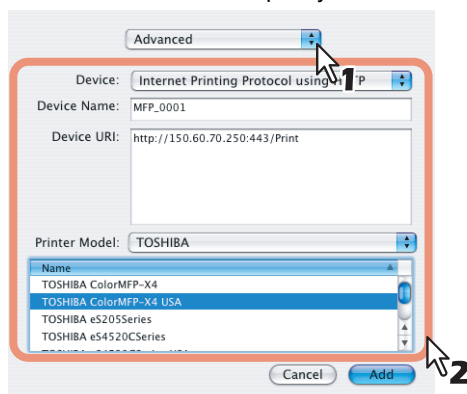 Advanced
1
Device: Internet Printing Protocol using
Device Name: MFP_0001
Device URI: http://150.60.70.250:443/Print
Printer Model: TOSHIBA
Name
TOSHIBA ColorMFP-X4
TOSHIBA ColorMFP-X4 USA
TOSHIBA eS205Series
TOSHIBA eS4520CSeries
Cancel Add
2